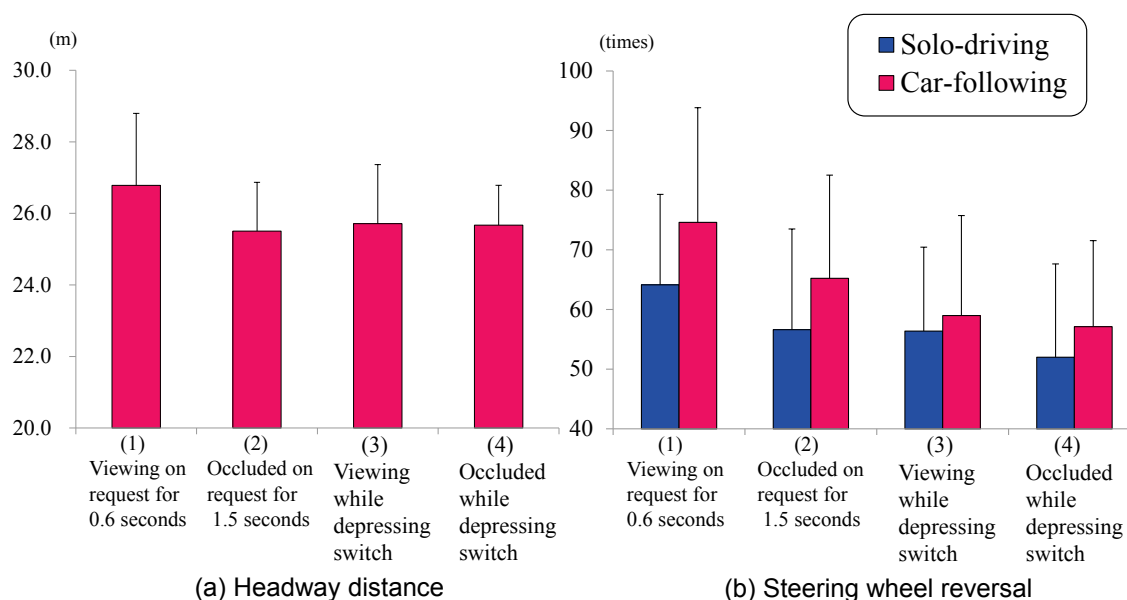 (m)
30.0
28.0
26.0
24.0
22.0
20.0
(1)
Viewing on
request for
0.6 seconds
(2)
Occluded on
request for
1.5 seconds
(3)
Viewing
while
depressing
switch
(4)
Occluded
while
depressing
switch
(a) Headway distance
(times)
Solo-driving
Car-following
100
90
80
70
60
50
40
(1)
Viewing on
request for
0.6 seconds
(2)
Occluded on
request for
1.5 seconds
(3)
Viewing
while
depressing
switch
(4)
Occluded
while
depressing
switch
(b) Steering wheel reversal